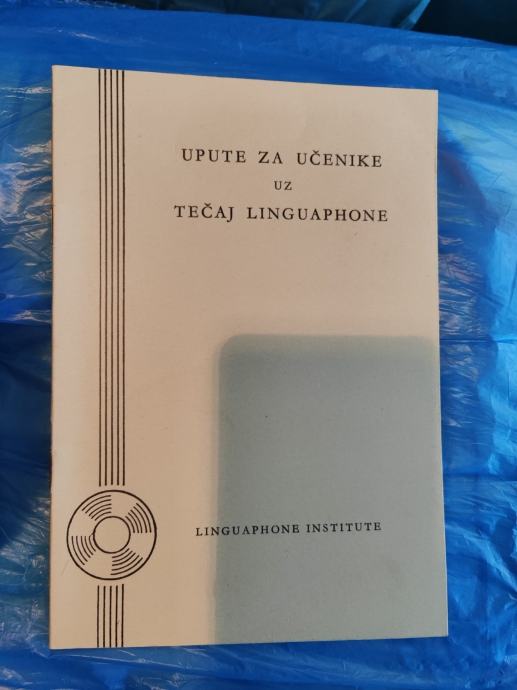 UPUTE ZA UČENIKE
UZ
TEČAJ LINGUAPHONE
LINGUAPHONE INSTITUTE